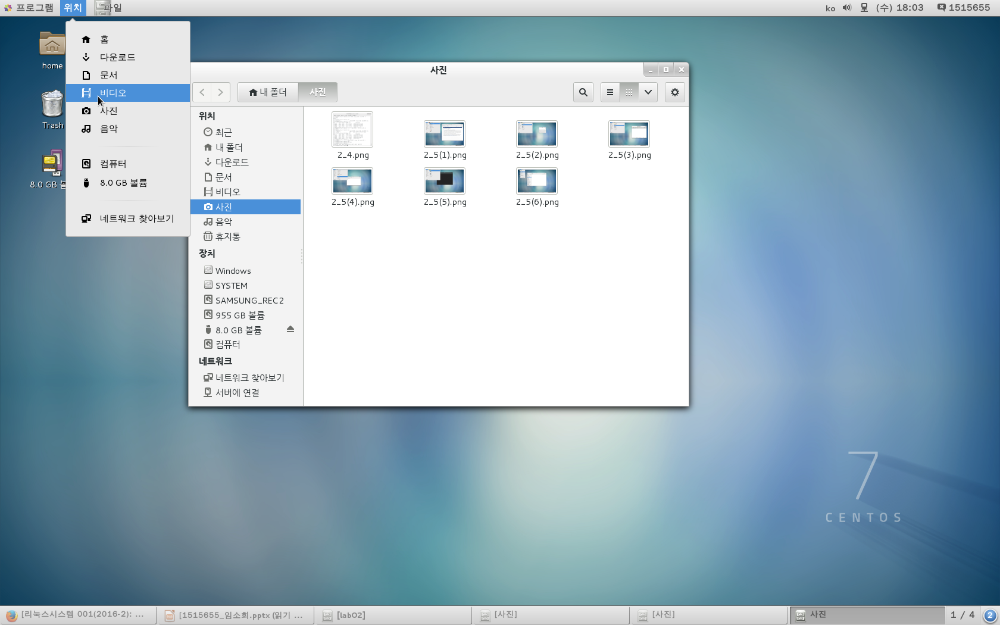 프로그램 위치 파일 ko (수) 18:03 1515655
home
Trash
8.0 GB 볼
홈
다운로드
문서
비디오
사진
음악
컴퓨터
8.0 GB 볼륨
네트워크 찾아보기
사진
내 폴더 사진
위치
최근
내 폴더
다운로드
문서
비디오
사진
음악
휴지통
장치
Windows
SYSTEM
SAMSUNG_REC2
955 GB 볼륨
8.0 GB 볼륨
컴퓨터
네트워크
네트워크 찾아보기
서버에 연결
2_4.png 2_5(1).png 2_5(2).png 2_5(3).png
2_5(4).png 2_5(5).png 2_5(6).png
7
CENTOS
[리눅스시스템 001(2016-2): ... [1515655_임소희.pptx (읽기 ... [lab02] [사진] [사진] 사진 1 / 4 2